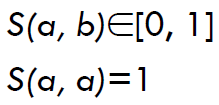 S(a, b)∈[0, 1]
S(a, a)=1